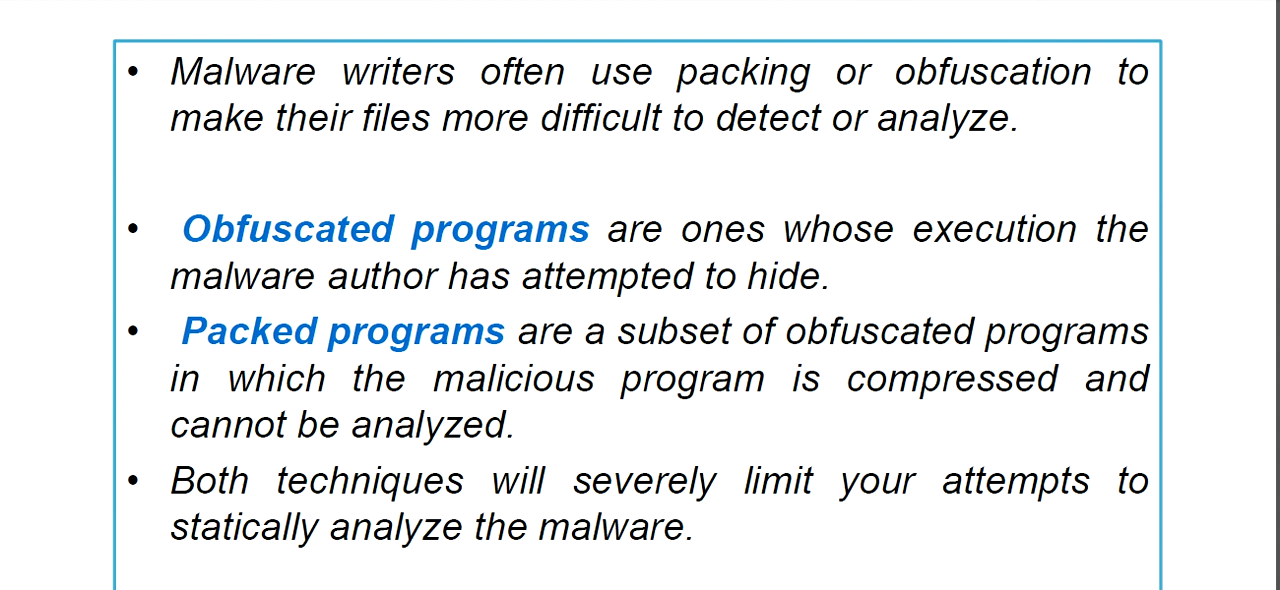 • Malware writers often use packing or obfuscation to
make their files more difficult to detect or analyze.
• Obfuscated programs are ones whose execution the
malware author has attempted to hide.
• Packed programs are a subset of obfuscated programs
in which the malicious program is compressed and
cannot be analyzed.
• Both techniques will severely limit your attempts to
statically analyze the malware.